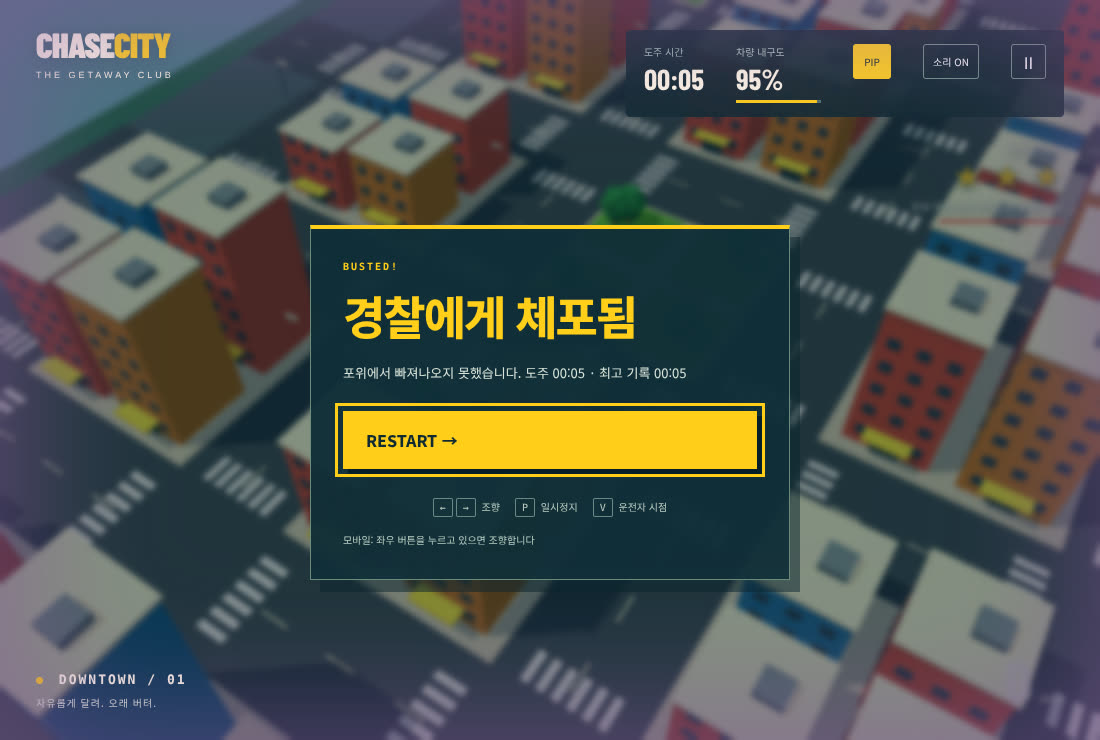 CHASECITY
THE GETAWAY CLUB
도주 시간
00:05
차량 내구도
95%
PIP
소리 ON
BUSTED!
경찰에게 체포됨
포위에서 빠져나오지 못했습니다. 도주 00:05 · 최고 기록 00:05
RESTART →
← → 조향 P 일시정지 V 운전자 시점
모바일: 좌우 버튼을 누르고 있으면 조향합니다
DOWNTOWN / 01
자유롭게 달려. 오래 버텨.